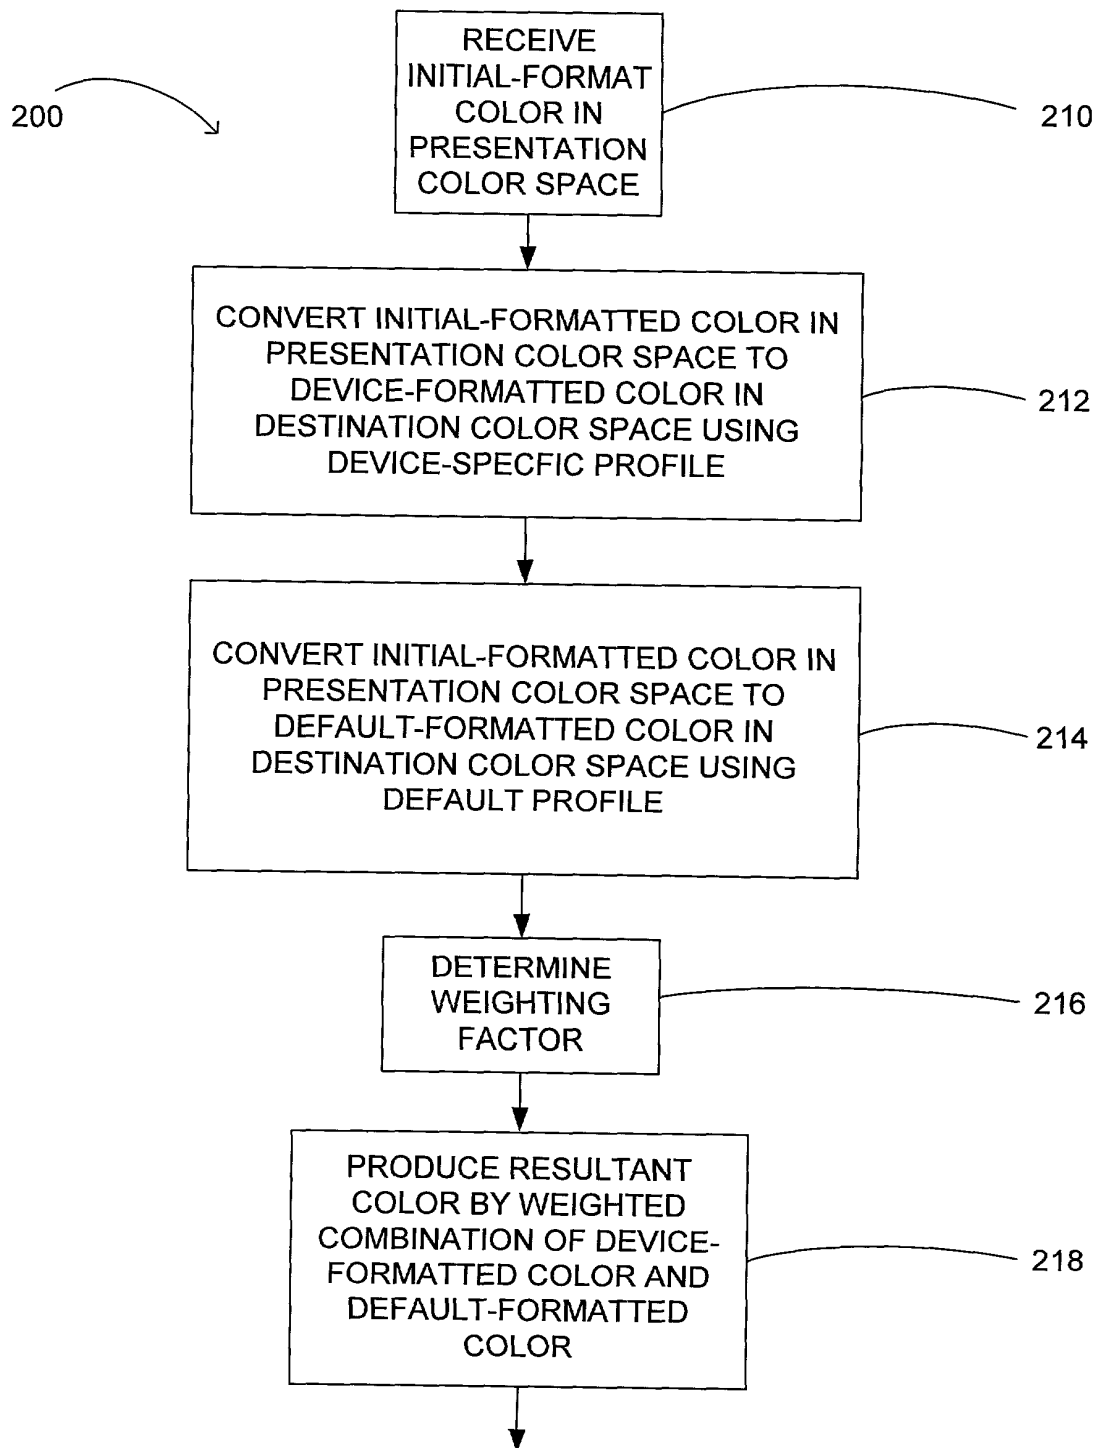 RECEIVE
INITIAL-FORMAT
COLOR IN
PRESENTATION
COLOR SPACE
200
210
CONVERT INITIAL-FORMATTED COLOR IN
PRESENTATION COLOR SPACE TO
DEVICE-FORMATTED COLOR IN
DESTINATION COLOR SPACE USING
DEVICE-SPECFIC PROFILE
212
CONVERT INITIAL-FORMATTED COLOR IN
PRESENTATION COLOR SPACE TO
DEFAULT-FORMATTED COLOR IN
DESTINATION COLOR SPACE USING
DEFAULT PROFILE
214
DETERMINE
WEIGHTING
FACTOR
216
PRODUCE RESULTANT
COLOR BY WEIGHTED
COMBINATION OF DEVICE-
FORMATTED COLOR AND
DEFAULT-FORMATTED
COLOR
218